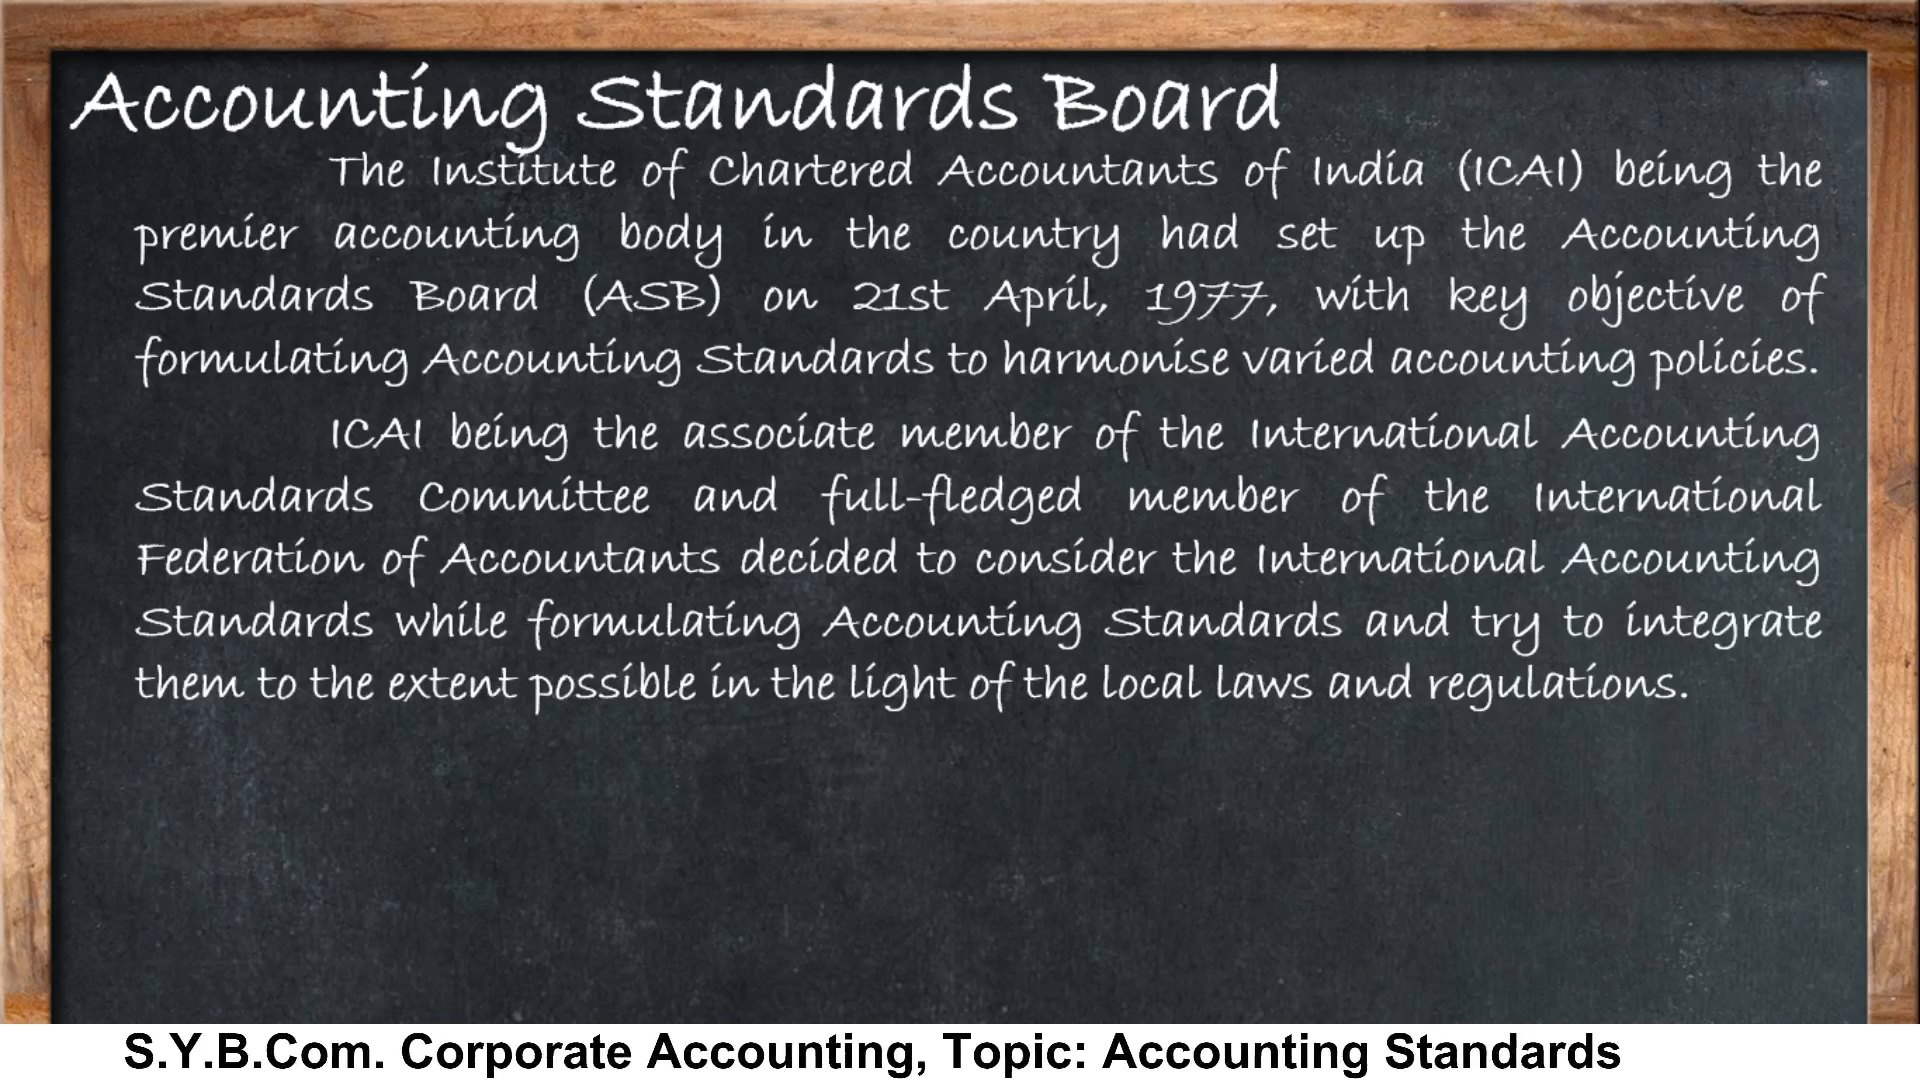 Accounting Standards Board
The Institute of Chartered Accountants of India (ICAI) being the
premier accounting body in the country had set up the Accounting
Standards Board (ASB) on 21st April, 1977, with key objective of
formulating Accounting Standards to harmonise varied accounting policies.
ICAI being the associate member of the International Accounting
Standards Committee and full-fledged member of the International
Federation of Accountants decided to consider the International Accounting
Standards while formulating Accounting Standards and try to integrate
them to the extent possible in the light of the local laws and regulations.
S.Y.B.Com. Corporate Accounting, Topic: Accounting Standards